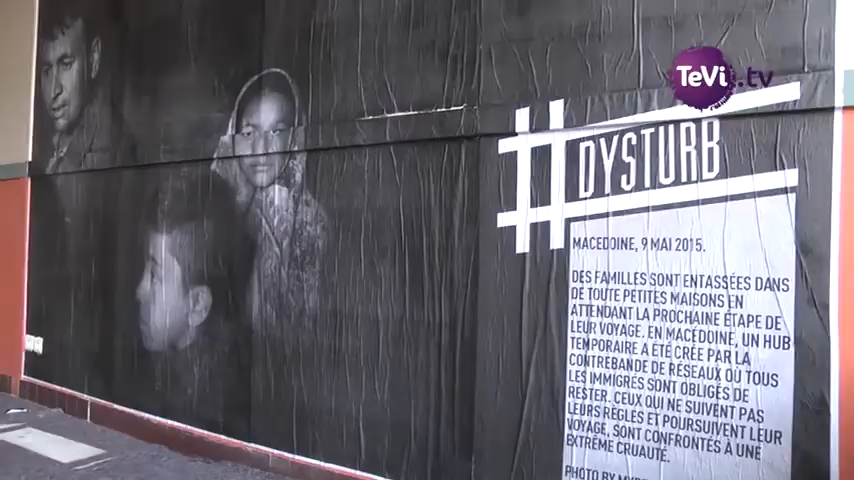 TeVi.tv
#DYSTURB
MACEDOINE, 9 MAI 2015.
DES FAMILLES SONT ENTASSÉES DANS
DE TOUTE PETITES MAISONS EN
ATTENDANT LA PROCHAINE ÉTAPE DE
LEUR VOYAGE. EN MACÉDOINE, UN HUB
TEMPORAIRE A ÉTÉ CRÉE PAR LA
CONTREBANDE DE RÉSEAUX OÙ TOUS
LES IMMIGRÉS SONT OBLIGÉS DE
RESTER. CEUX QUI NE SUIVENT PAS
LEURS RÈGLES ET POURSUIVENT LEUR
VOYAGE, SONT CONFRONTÉS À UNE
EXTRÊME CRUAUTÉ.
PHOTO BY